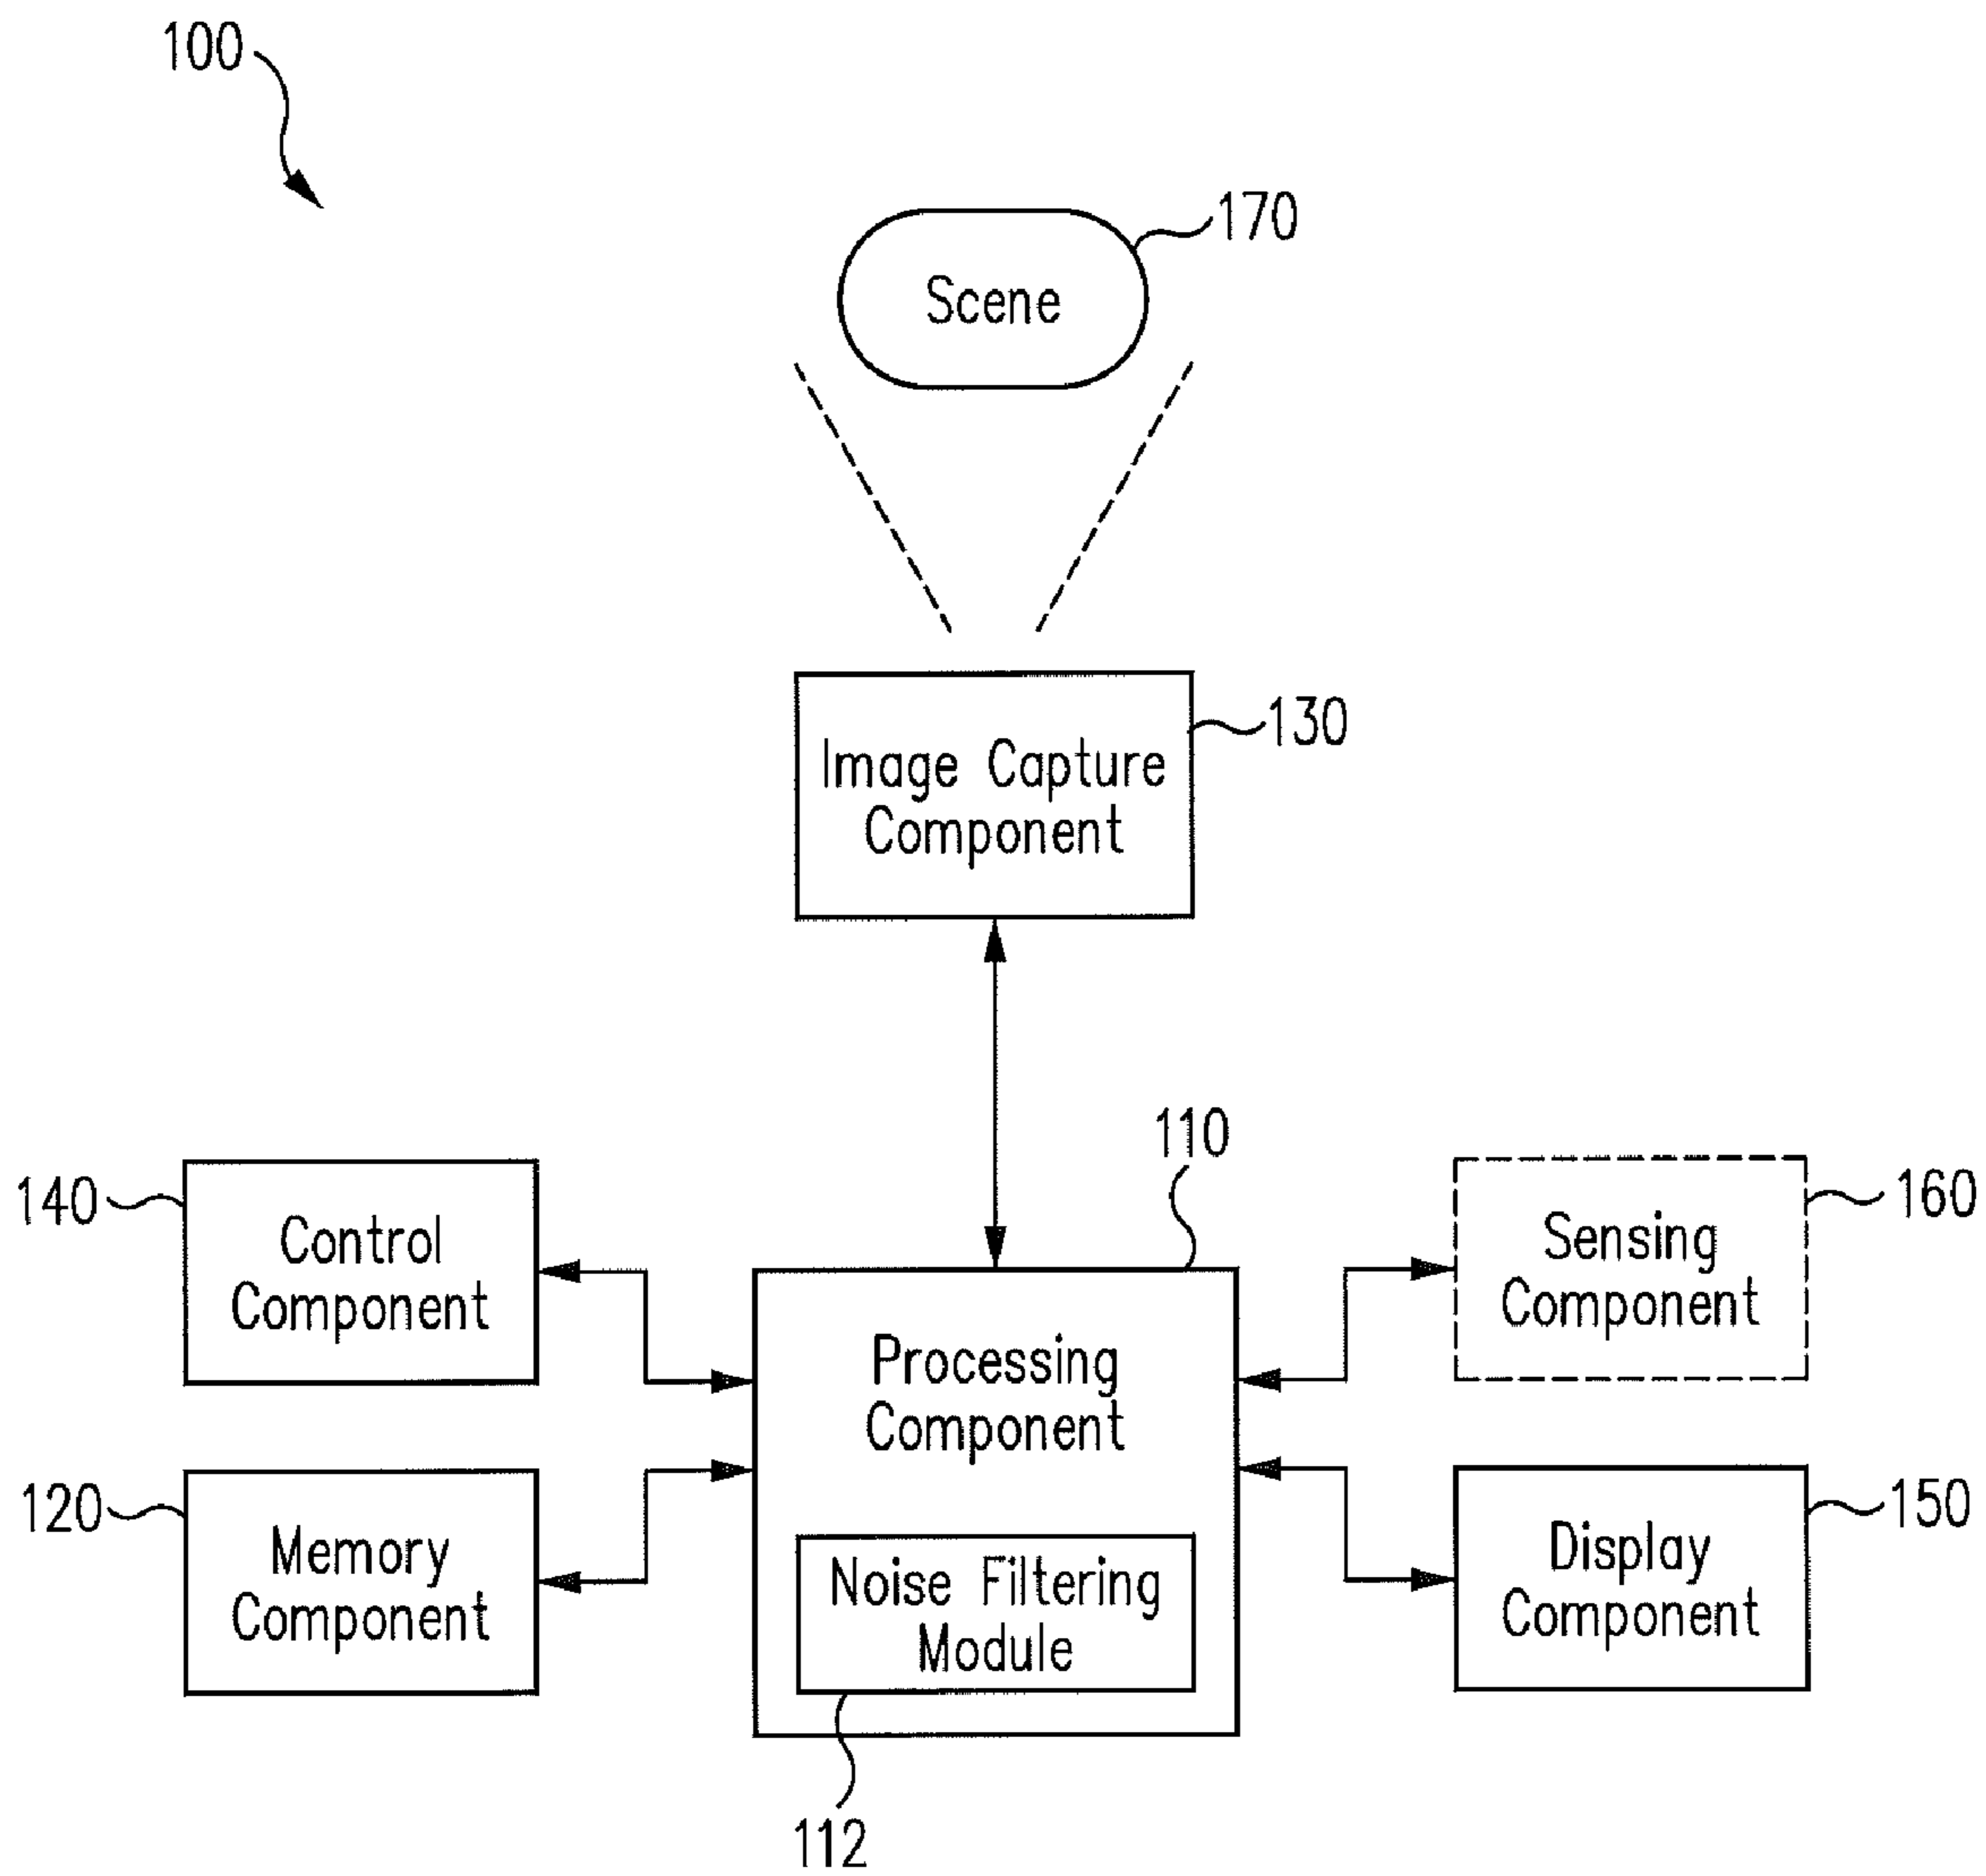 100
170
Scene
130
Image Capture
Component
110
140
Control
Component
160
Sensing
Component
Processing
Component
120
Memory
Component
150
Display
Component
Noise Filtering
Module
112